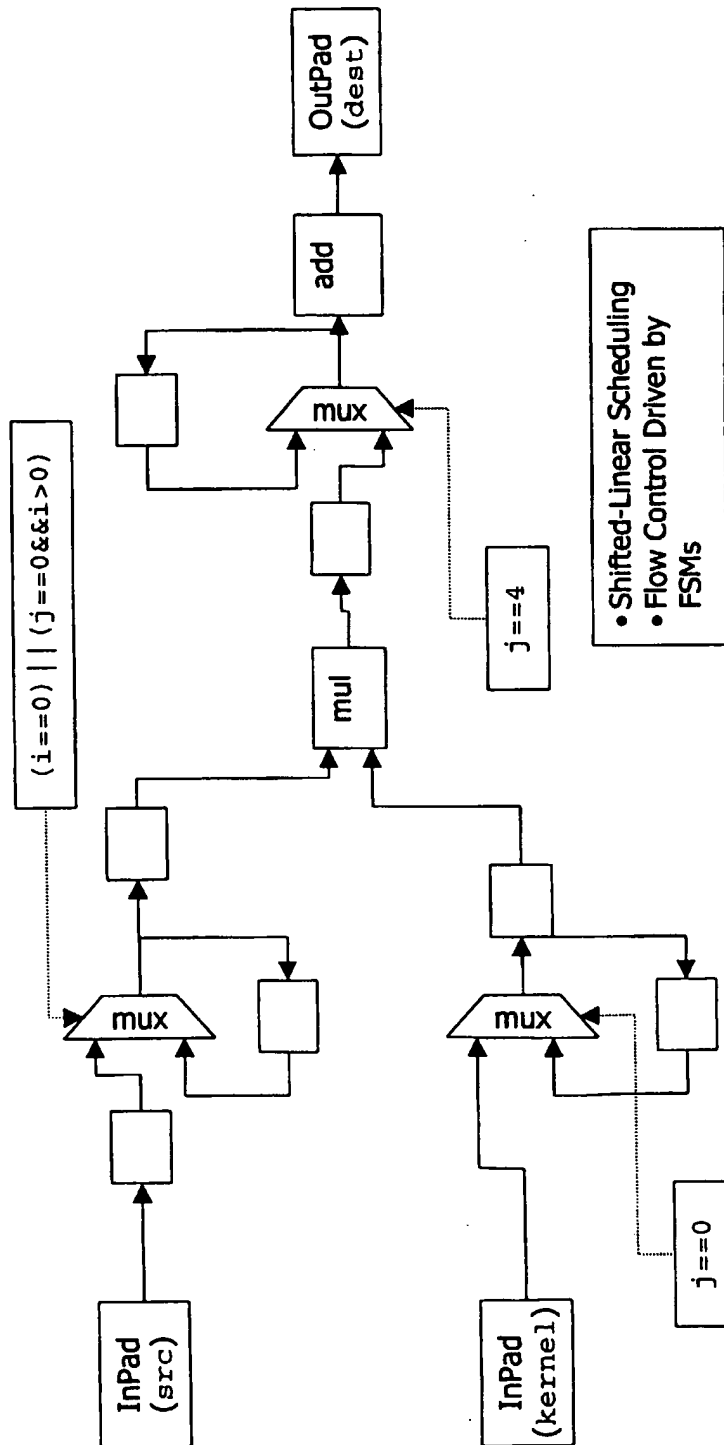 InPad
(src)
mux
(i==0)||(j==0&&i>0)
InPad
(kernel)
mux
j==0
mul
mux
j==4
add
OutPad
(dest)
• Shifted-Linear Scheduling
• Flow Control Driven by
FSMs